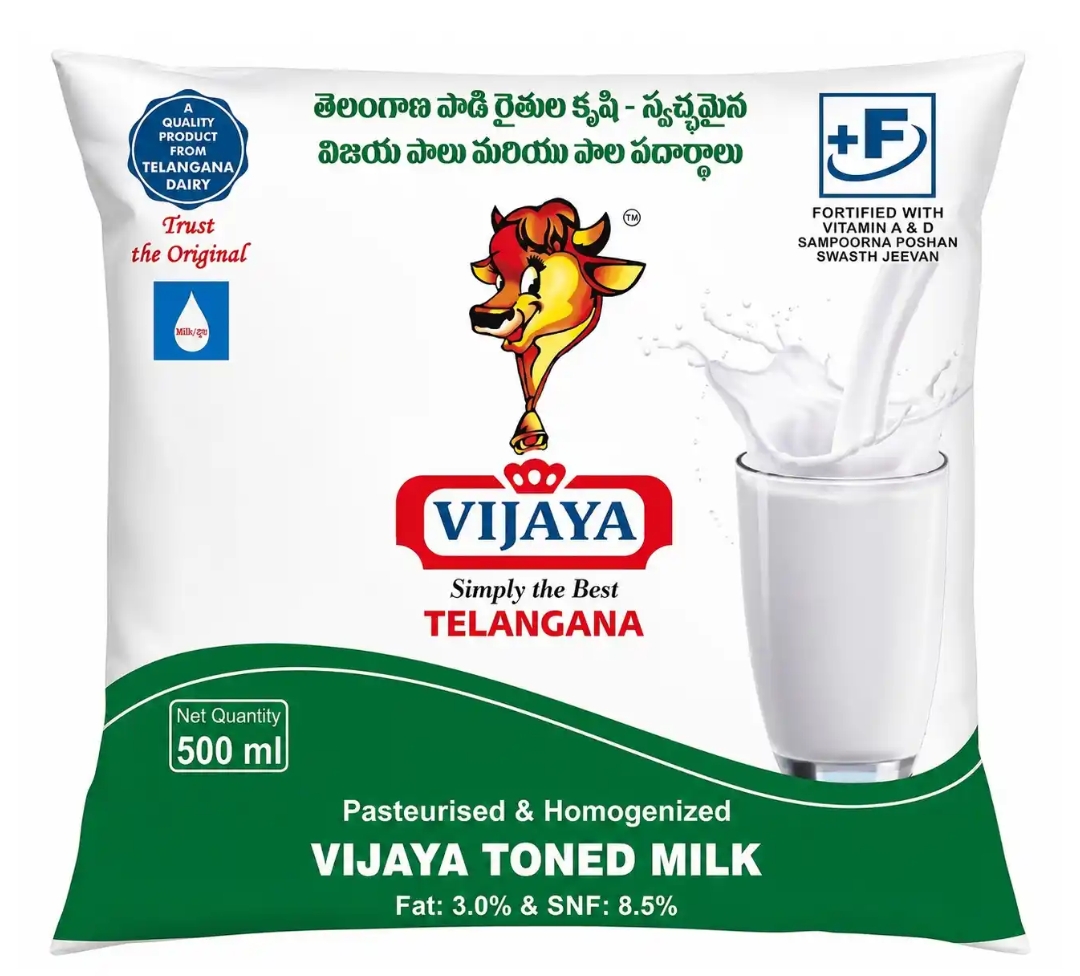 A
QUALITY
PRODUCT
FROM
TELANGANA
DAIRY
Trust
the Original
తెలంగాణ పాడి రైతుల కృషి - స్వచ్ఛమైన
విజయ పాలు మరియు పాల పదార్థాలు
+F
FORTIFIED WITH
VITAMIN A & D
SAMPOORNA POSHAN
SWASTH JEEVAN
TM
VIJAYA
Simply the Best
TELANGANA
Net Quantity
500 ml
Pasteurised & Homogenized
VIJAYA TONED MILK
Fat: 3.0% & SNF: 8.5%